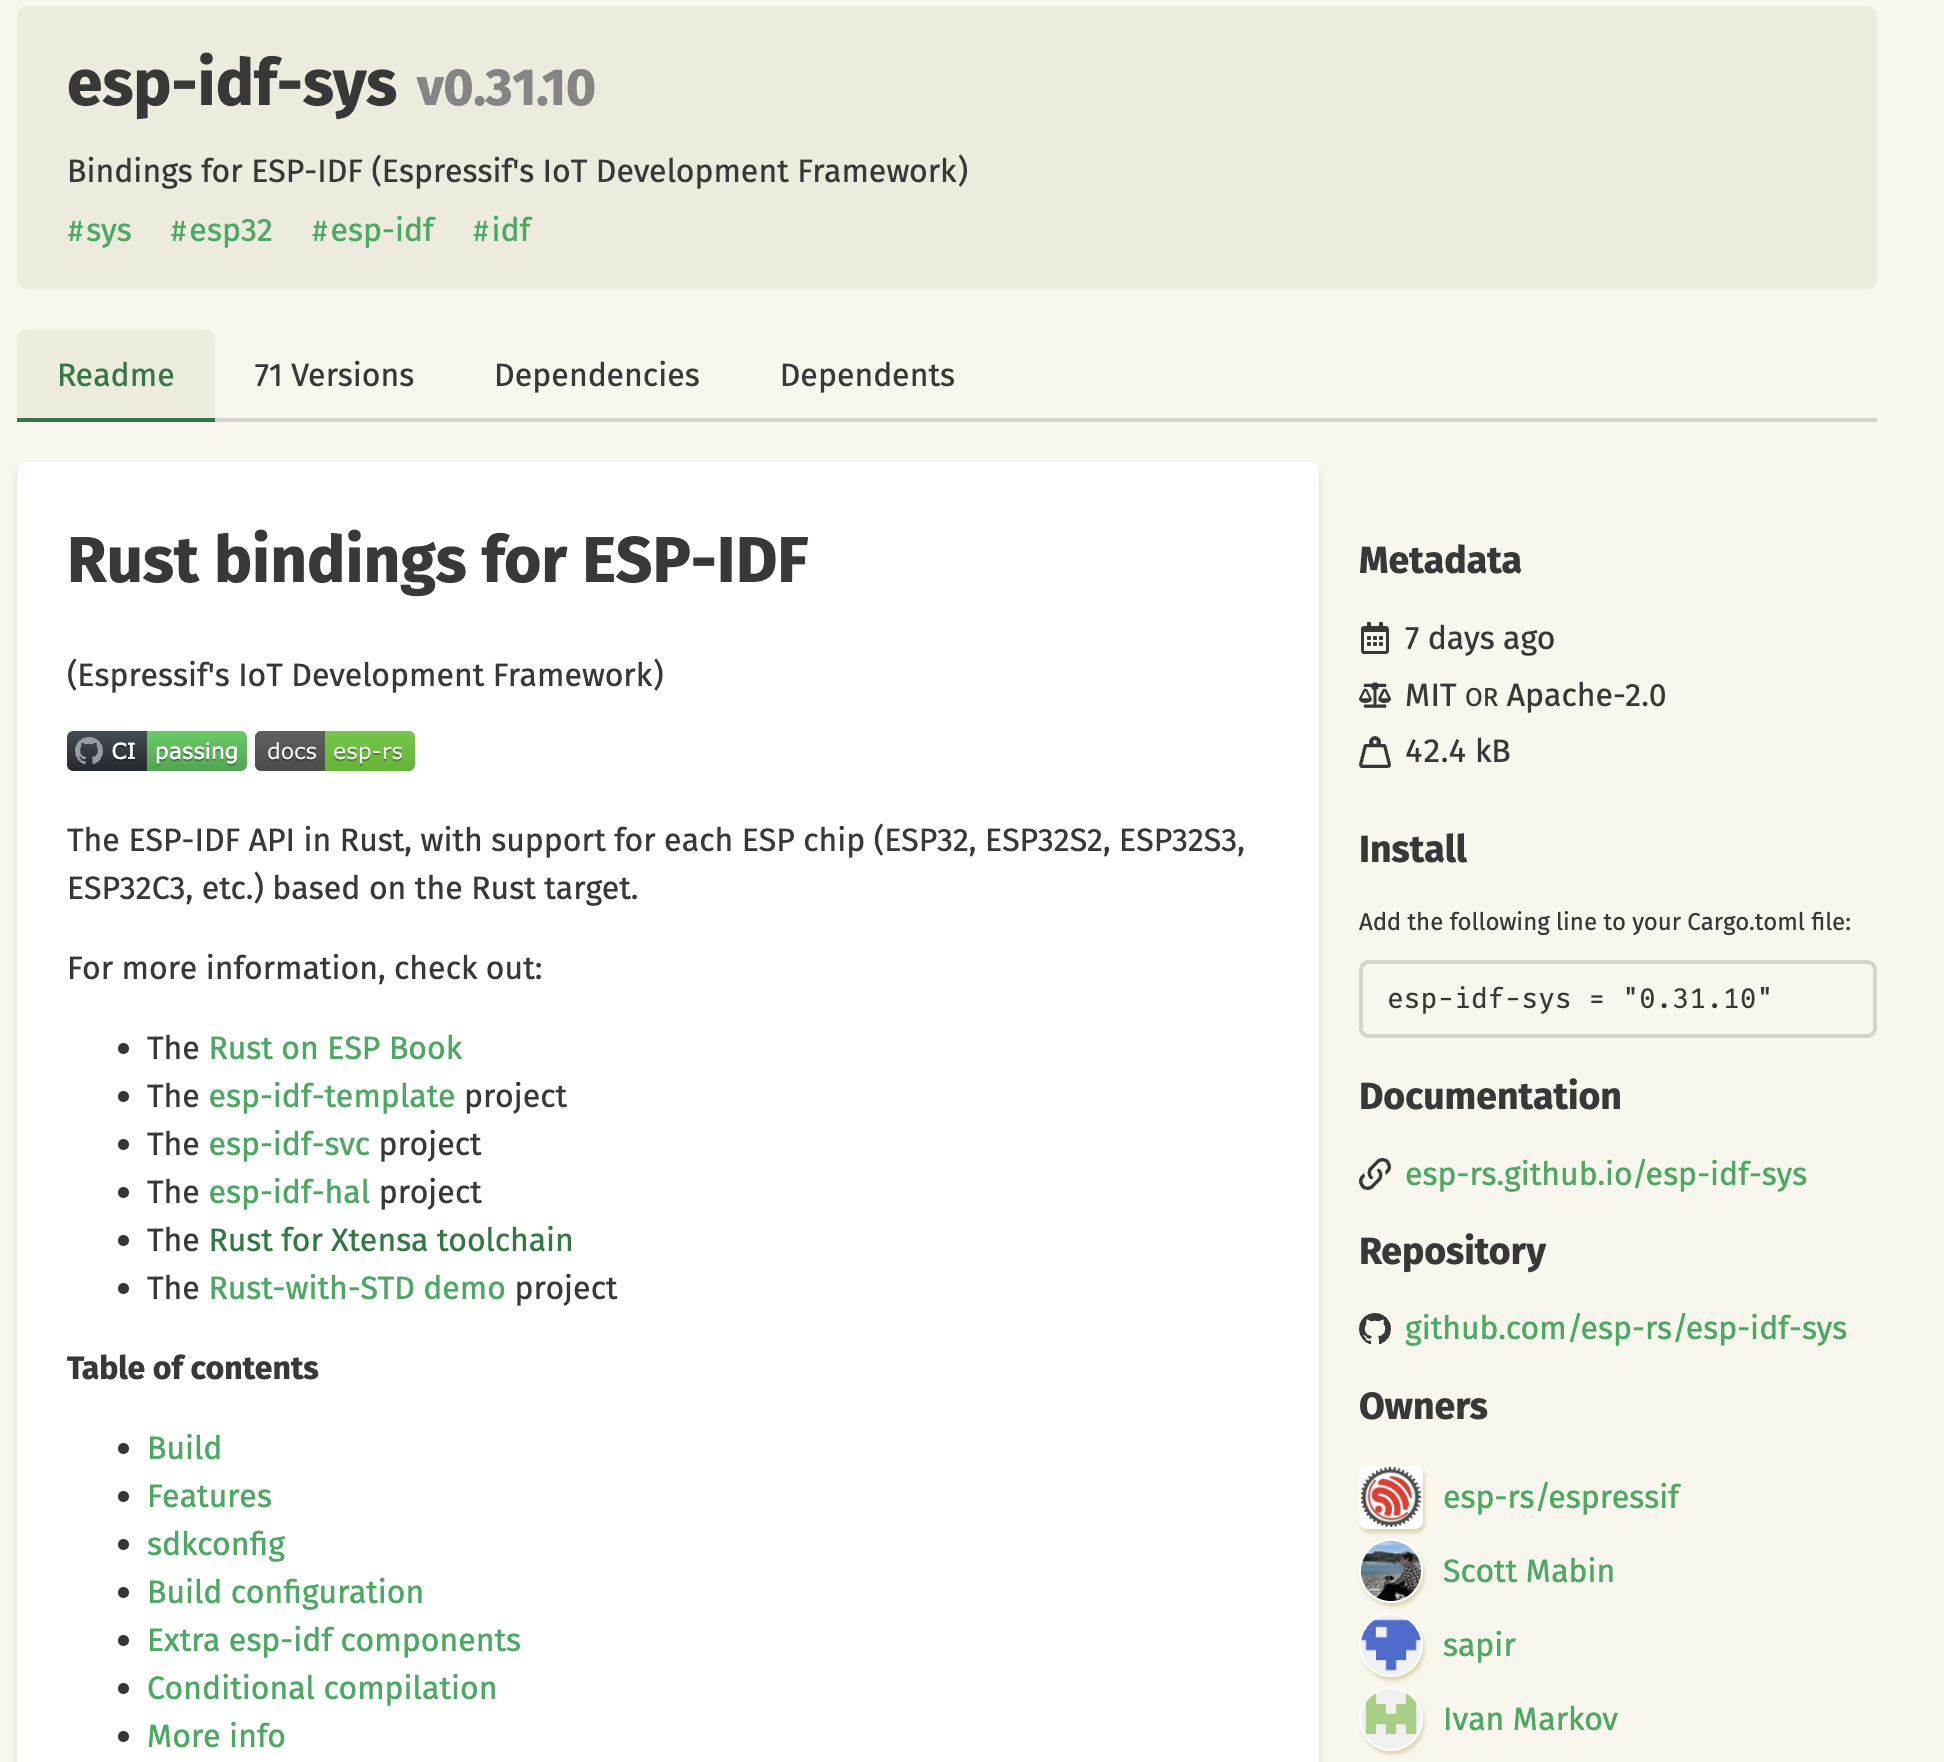 esp-idf-sys v0.31.10
Bindings for ESP-IDF (Espressif's IoT Development Framework)
#sys #esp32 #esp-idf #idf
Readme 71 Versions Dependencies Dependents
Rust bindings for ESP-IDF
(Espressif's IoT Development Framework)
CI passing docs esp-rs
The ESP-IDF API in Rust, with support for each ESP chip (ESP32, ESP32S2, ESP32S3,
ESP32C3, etc.) based on the Rust target.
For more information, check out:
• The Rust on ESP Book
• The esp-idf-template project
• The esp-idf-svc project
• The esp-idf-hal project
• The Rust for Xtensa toolchain
• The Rust-with-STD demo project
Table of contents
• Build
• Features
• sdkconfig
• Build configuration
• Extra esp-idf components
• Conditional compilation
• More info
Metadata
7 days ago
MIT OR Apache-2.0
42.4 kB
Install
Add the following line to your Cargo.toml file:
esp-idf-sys = "0.31.10"
Documentation
esp-rs.github.io/esp-idf-sys
Repository
github.com/esp-rs/esp-idf-sys
Owners
esp-rs/espressif
Scott Mabin
sapir
Ivan Markov